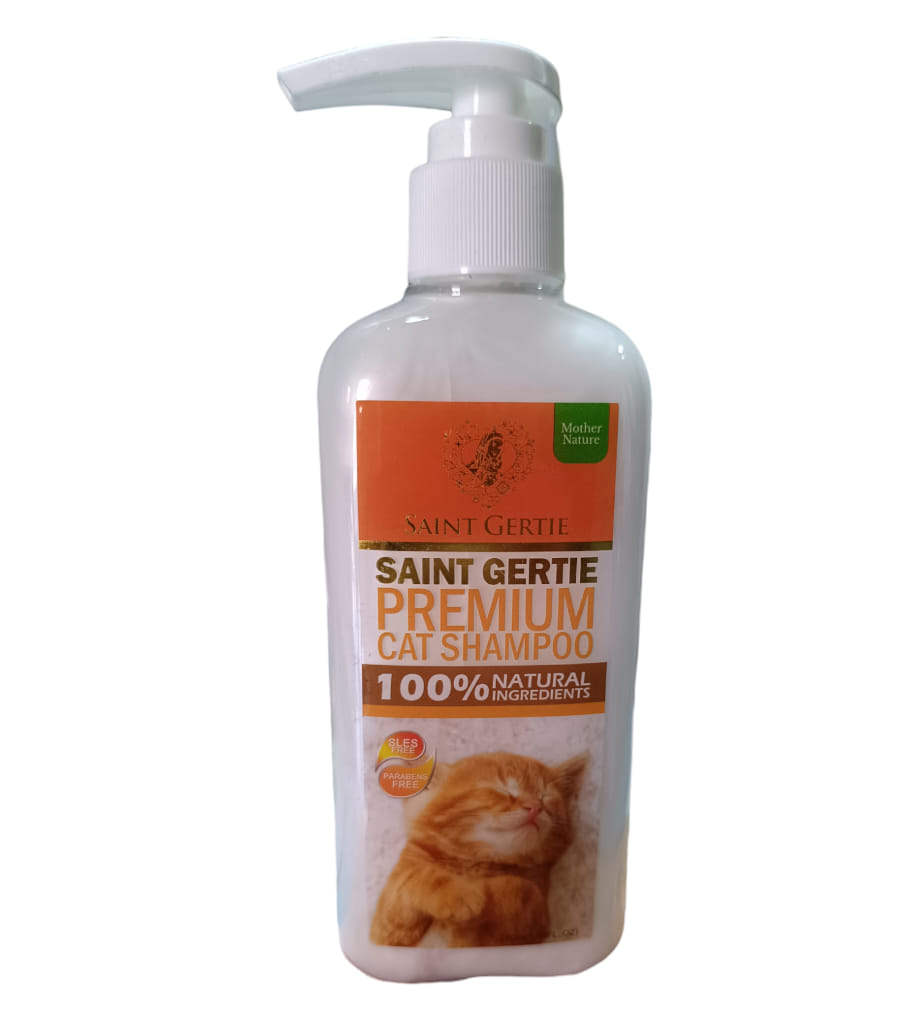 Mother
Nature
SAINT GERTIE
SAINT GERTIE
PREMIUM
CAT SHAMPOO
100% NATURAL
INGREDIENTS
SLES
FREE
PARABENS
FREE